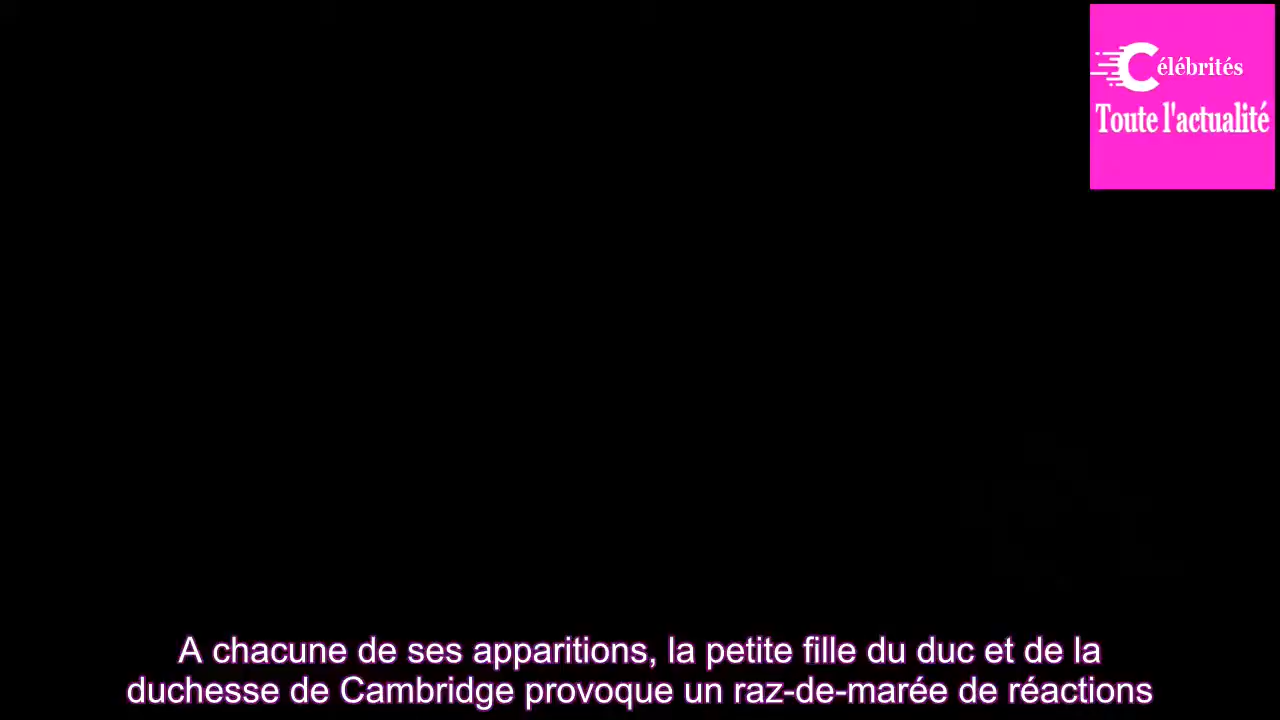 Célébrités
Toute l'actualité
A chacune de ses apparitions, la petite fille du duc et de la
duchesse de Cambridge provoque un raz-de-marée de réactions